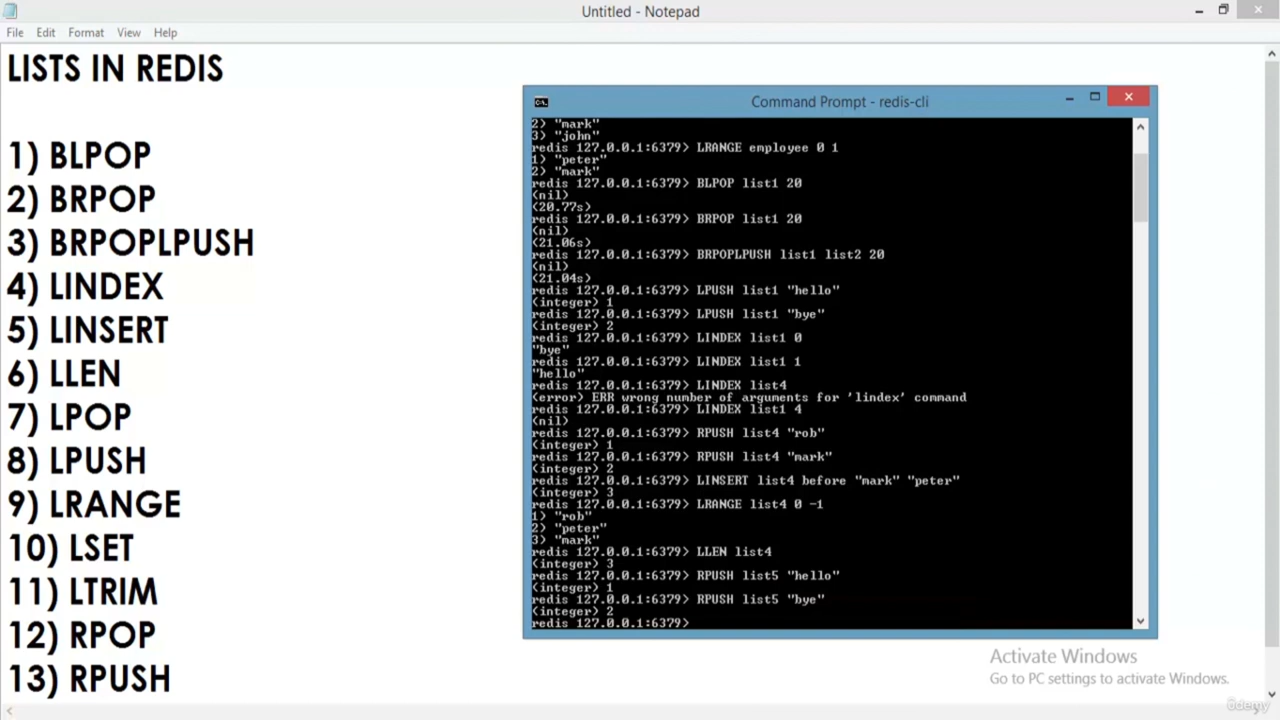 Untitled - Notepad
File Edit Format View Help
LISTS IN REDIS
1) BLPOP
2) BRPOP
3) BRPOPLPUSH
4) LINDEX
5) LINSERT
6) LLEN
7) LPOP
8) LPUSH
9) LRANGE
10) LSET
11) LTRIM
12) RPOP
13) RPUSH
Command Prompt - redis-cli
2) "mark"
3) "john"
redis 127.0.0.1:6379> LRANGE employee 0 1
1) "peter"
2) "mark"
redis 127.0.0.1:6379> BLPOP list1 20
(nil)
(20.77s)
redis 127.0.0.1:6379> BRPOP list1 20
(nil)
(21.06s)
redis 127.0.0.1:6379> BRPOPLPUSH list1 list2 20
(nil)
(21.04s)
redis 127.0.0.1:6379> LPUSH list1 "hello"
(integer) 1
redis 127.0.0.1:6379> LPUSH list1 "bye"
(integer) 2
redis 127.0.0.1:6379> LINDEX list1 0
"bye"
redis 127.0.0.1:6379> LINDEX list1 1
"hello"
redis 127.0.0.1:6379> LINDEX list4
(error) ERR wrong number of arguments for 'lindex' command
redis 127.0.0.1:6379> LINDEX list1 4
(nil)
redis 127.0.0.1:6379> RPUSH list4 "rob"
(integer) 1
redis 127.0.0.1:6379> RPUSH list4 "mark"
(integer) 2
redis 127.0.0.1:6379> LINSERT list4 before "mark" "peter"
(integer) 3
redis 127.0.0.1:6379> LRANGE list4 0 -1
1) "rob"
2) "peter"
3) "mark"
redis 127.0.0.1:6379> LLEN list4
(integer) 3
redis 127.0.0.1:6379> RPUSH list5 "hello"
(integer) 1
redis 127.0.0.1:6379> RPUSH list5 "bye"
(integer) 2
redis 127.0.0.1:6379>
Activate Windows
Go to PC settings to activate Windows.
ûdemy